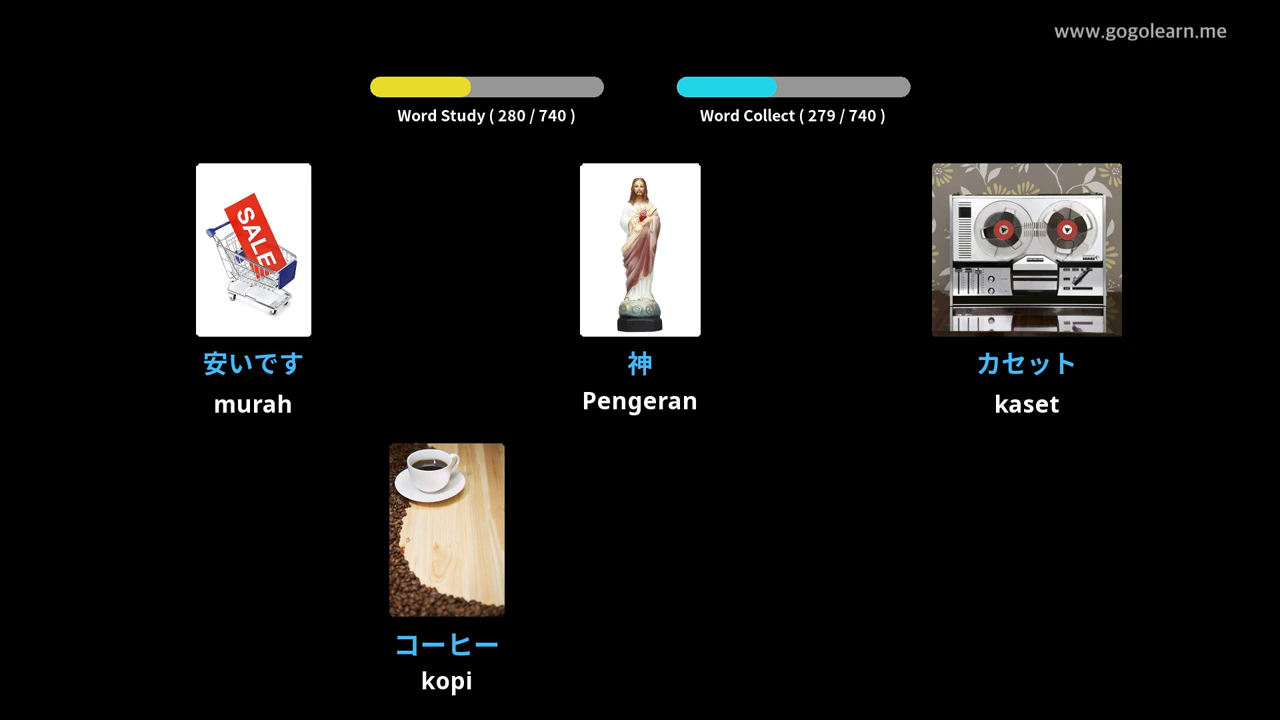 www.gogolearn.me
Word Study ( 280 / 740 )
Word Collect ( 279 / 740 )
SALE
安いです
murah
神
Pengeran
カセット
kaset
コーヒー
kopi